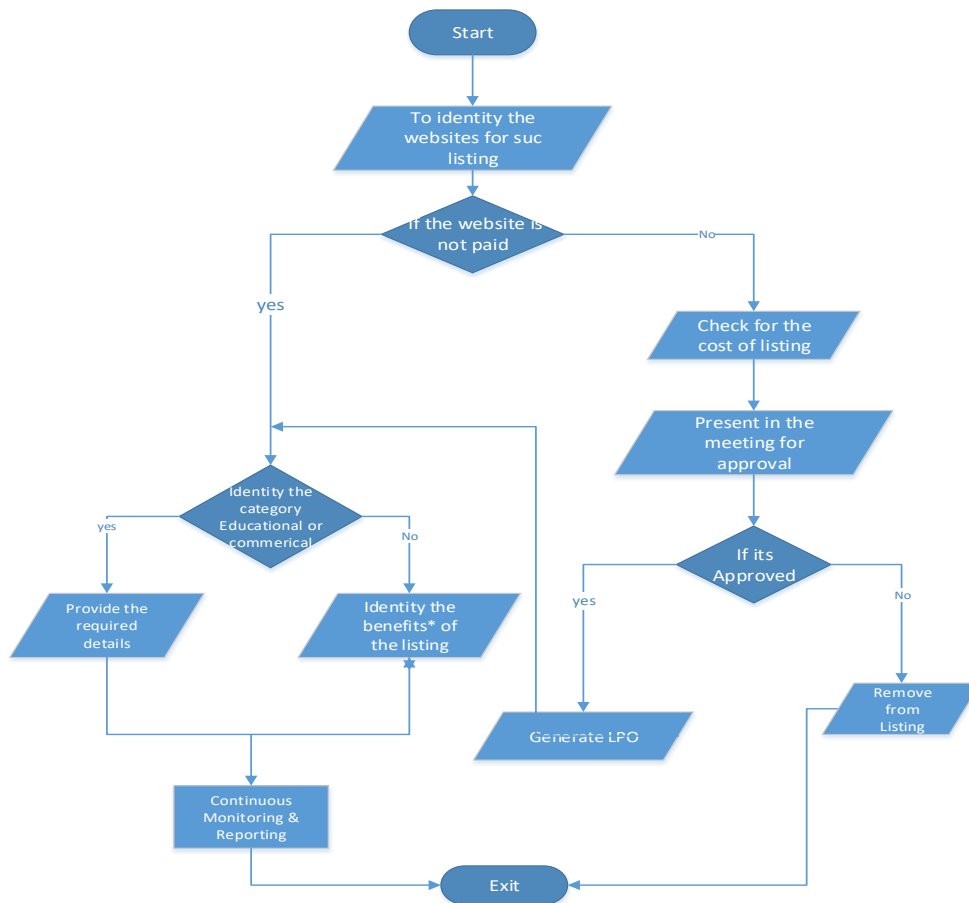 Start
To identity the
websites for suc
listing
If the website is
not paid
No
yes
Check for the
cost of listing
Present in the
meeting for
approval
Identity the
category
Educational or
commerical
yes
No
If its
Approved
yes
No
Provide the
required
details
Identity the
benefits* of
the listing
Remove
from
Listing
Generate LPO
Continuous
Monitoring &
Reporting
Exit